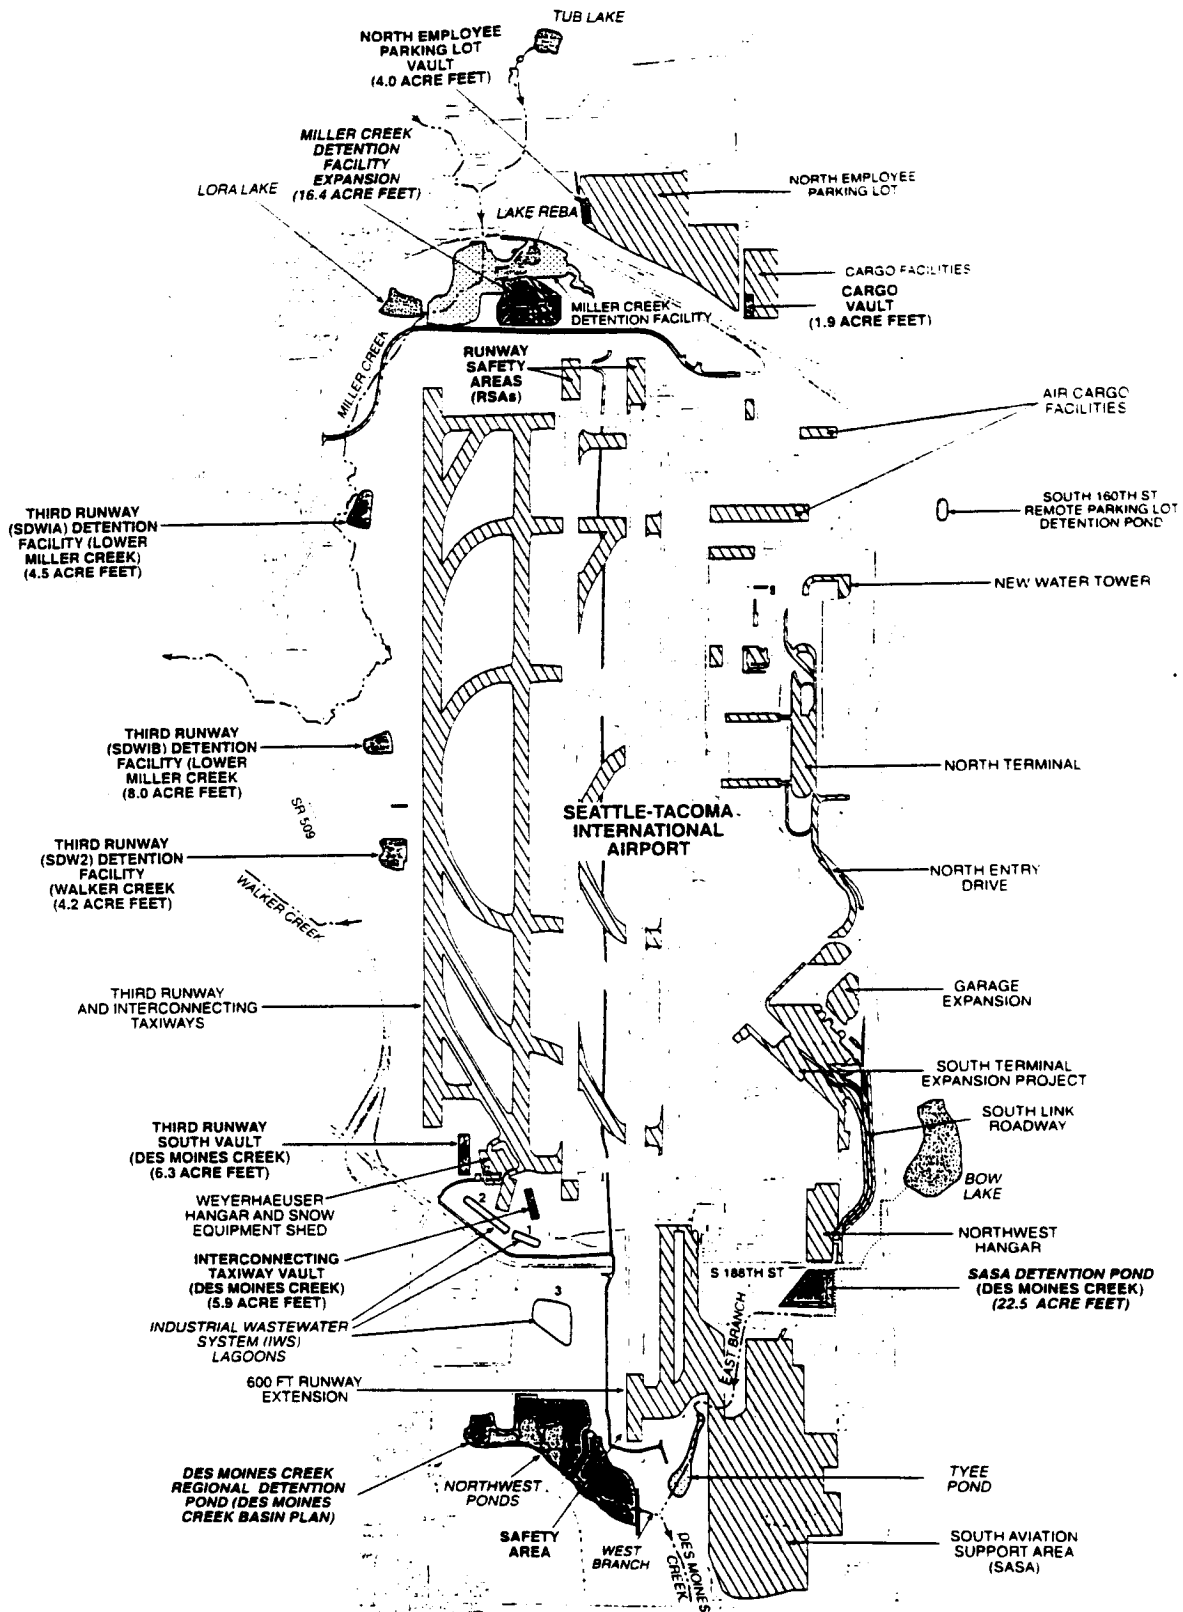 TUB LAKE
NORTH EMPLOYEE
PARKING LOT
VAULT
(4.0 ACRE FEET)
MILLER CREEK
DETENTION
FACILITY
EXPANSION
(16.4 ACRE FEET)
LORA LAKE
LAKE REBA
NORTH EMPLOYEE
PARKING LOT
CARGO FACILITIES
CARGO
VAULT
(1.9 ACRE FEET)
MILLER CREEK
DETENTION FACILITY
MILLER CREEK
RUNWAY
SAFETY
AREAS
(RSAs)
AIR CARGO
FACILITIES
THIRD RUNWAY
(SDWIA) DETENTION
FACILITY (LOWER
MILLER CREEK)
(4.5 ACRE FEET)
SOUTH 160TH ST
REMOTE PARKING LOT
DETENTION POND
NEW WATER TOWER
THIRD RUNWAY
(SDWIB) DETENTION
FACILITY (LOWER
MILLER CREEK
(8.0 ACRE FEET)
NORTH TERMINAL
SR 509
SEATTLE-TACOMA
INTERNATIONAL
AIRPORT
THIRD RUNWAY
(SDW2) DETENTION
FACILITY
(WALKER CREEK
(4.2 ACRE FEET)
WALKER CREEK
NORTH ENTRY
DRIVE
THIRD RUNWAY
AND INTERCONNECTING
TAXIWAYS
GARAGE
EXPANSION
SOUTH TERMINAL
EXPANSION PROJECT
SOUTH LINK
ROADWAY
THIRD RUNWAY
SOUTH VAULT
(DES MOINES CREEK)
(6.3 ACRE FEET)
BOW
LAKE
WEYERHAEUSER
HANGAR AND SNOW
EQUIPMENT SHED
2
1
NORTHWEST
HANGAR
INTERCONNECTING
TAXIWAY VAULT
(DES MOINES CREEK)
(5.9 ACRE FEET)
S 188TH ST
SASA DETENTION POND
(DES MOINES CREEK)
(22.5 ACRE FEET)
3
INDUSTRIAL WASTEWATER
SYSTEM (IWS)
LAGOONS
EAST BRANCH
600 FT RUNWAY
EXTENSION
DES MOINES CREEK
REGIONAL DETENTION
POND (DES MOINES
CREEK BASIN PLAN)
NORTHWEST
PONDS
TYEE
POND
SAFETY
AREA
WEST
BRANCH
DES MOINES
CREEK
SOUTH AVIATION
SUPPORT AREA
(SASA)